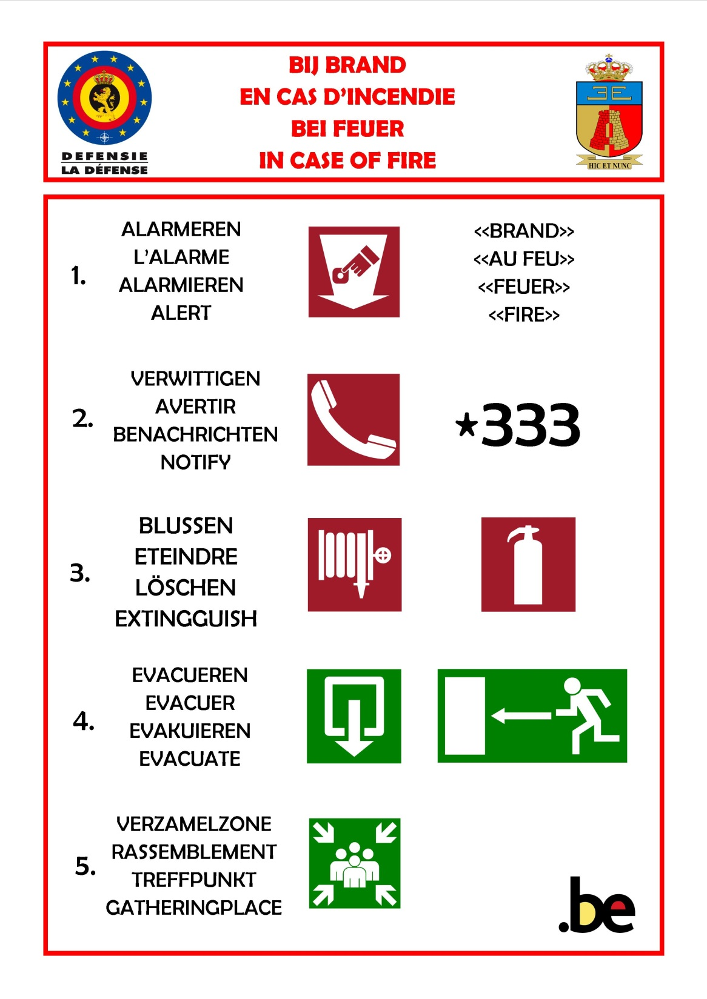 BIJ BRAND
EN CAS D'INCENDIE
BEI FEUER
IN CASE OF FIRE
DEFENSIE
LA DÉFENSE
ƎE
HIC ET NUNC
1.
ALARMEREN
L'ALARME
ALARMIEREN
ALERT
<<BRAND>>
<<AU FEU>>
<<FEUER>>
<<FIRE>>
2.
VERWITTIGEN
AVERTIR
BENACHRICHTEN
NOTIFY
*333
3.
BLUSSEN
ETEINDRE
LÖSCHEN
EXTINGGUISH
4.
EVACUEREN
EVACUER
EVAKUIEREN
EVACUATE
5.
VERZAMELZONE
RASSEMBLEMENT
TREFFPUNKT
GATHERINGPLACE
.be